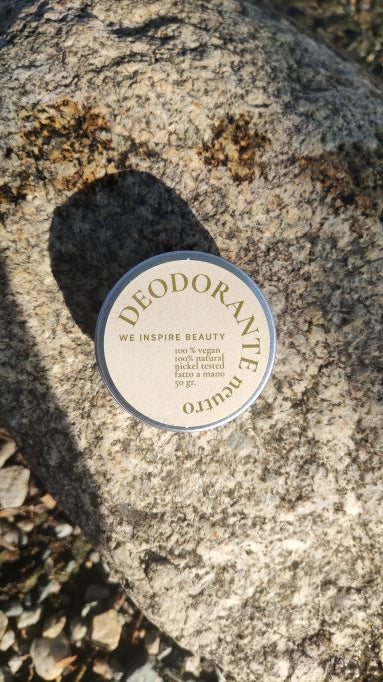 DEODORANTE neutro
WE INSPIRE BEAUTY
100 % vegan
100% natural
nickel tested
fatto a mano
50 gr.